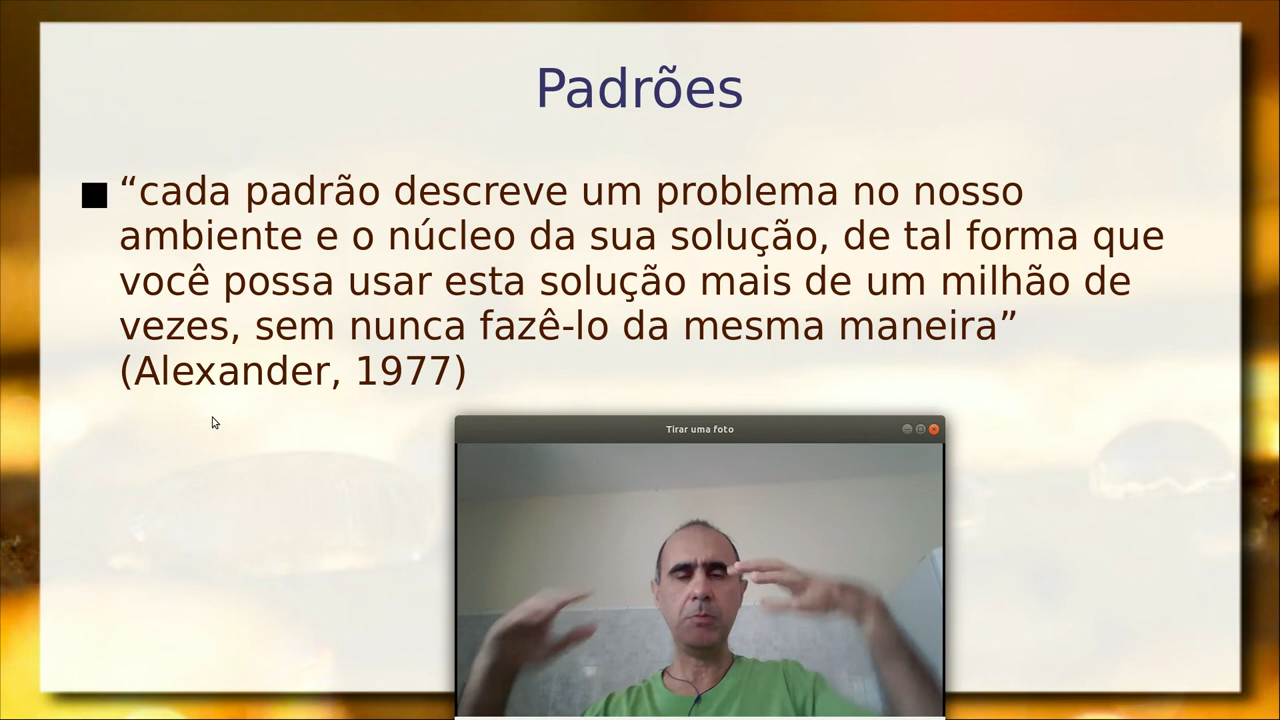 Padrões
“cada padrão descreve um problema no nosso
ambiente e o núcleo da sua solução, de tal forma que
você possa usar esta solução mais de um milhão de
vezes, sem nunca fazê-lo da mesma maneira”
(Alexander, 1977)
Tirar uma foto